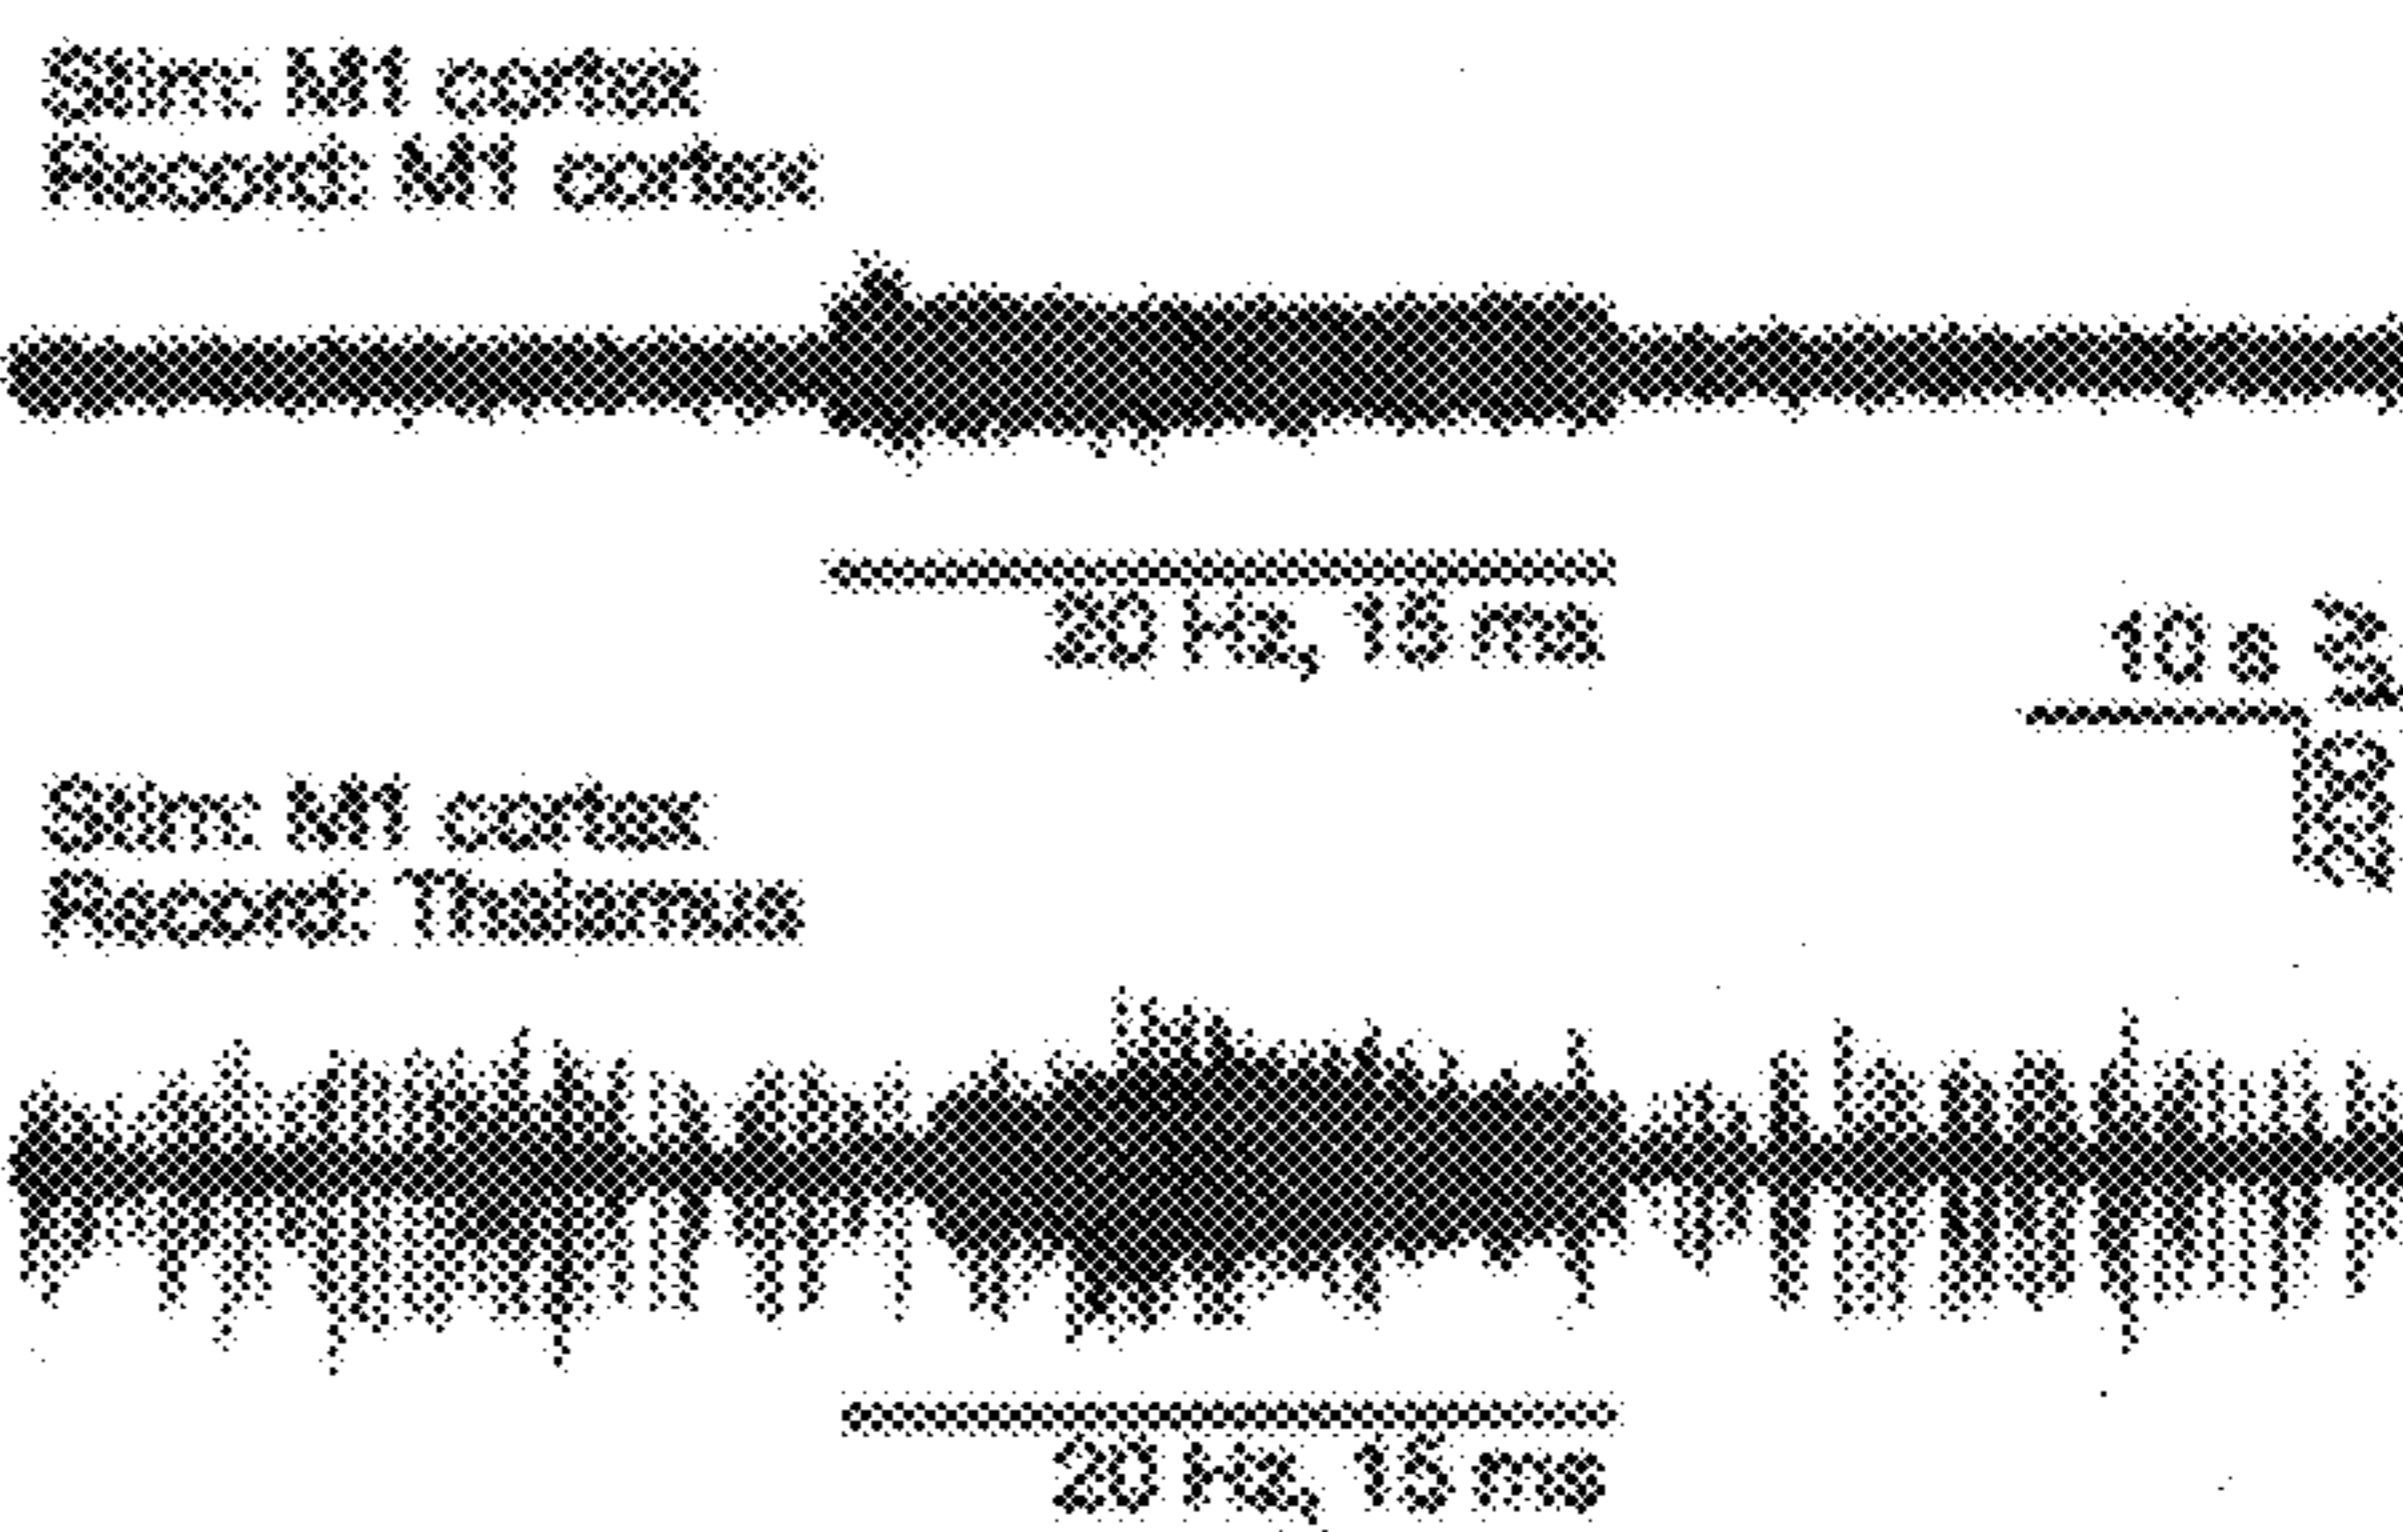 Stim: M1 cortex
Record: M1 cortex
20 Hz, 15 ms
10 s
Stim: M1 cortex
Record: Thalamus
20 Hz, 15 ms